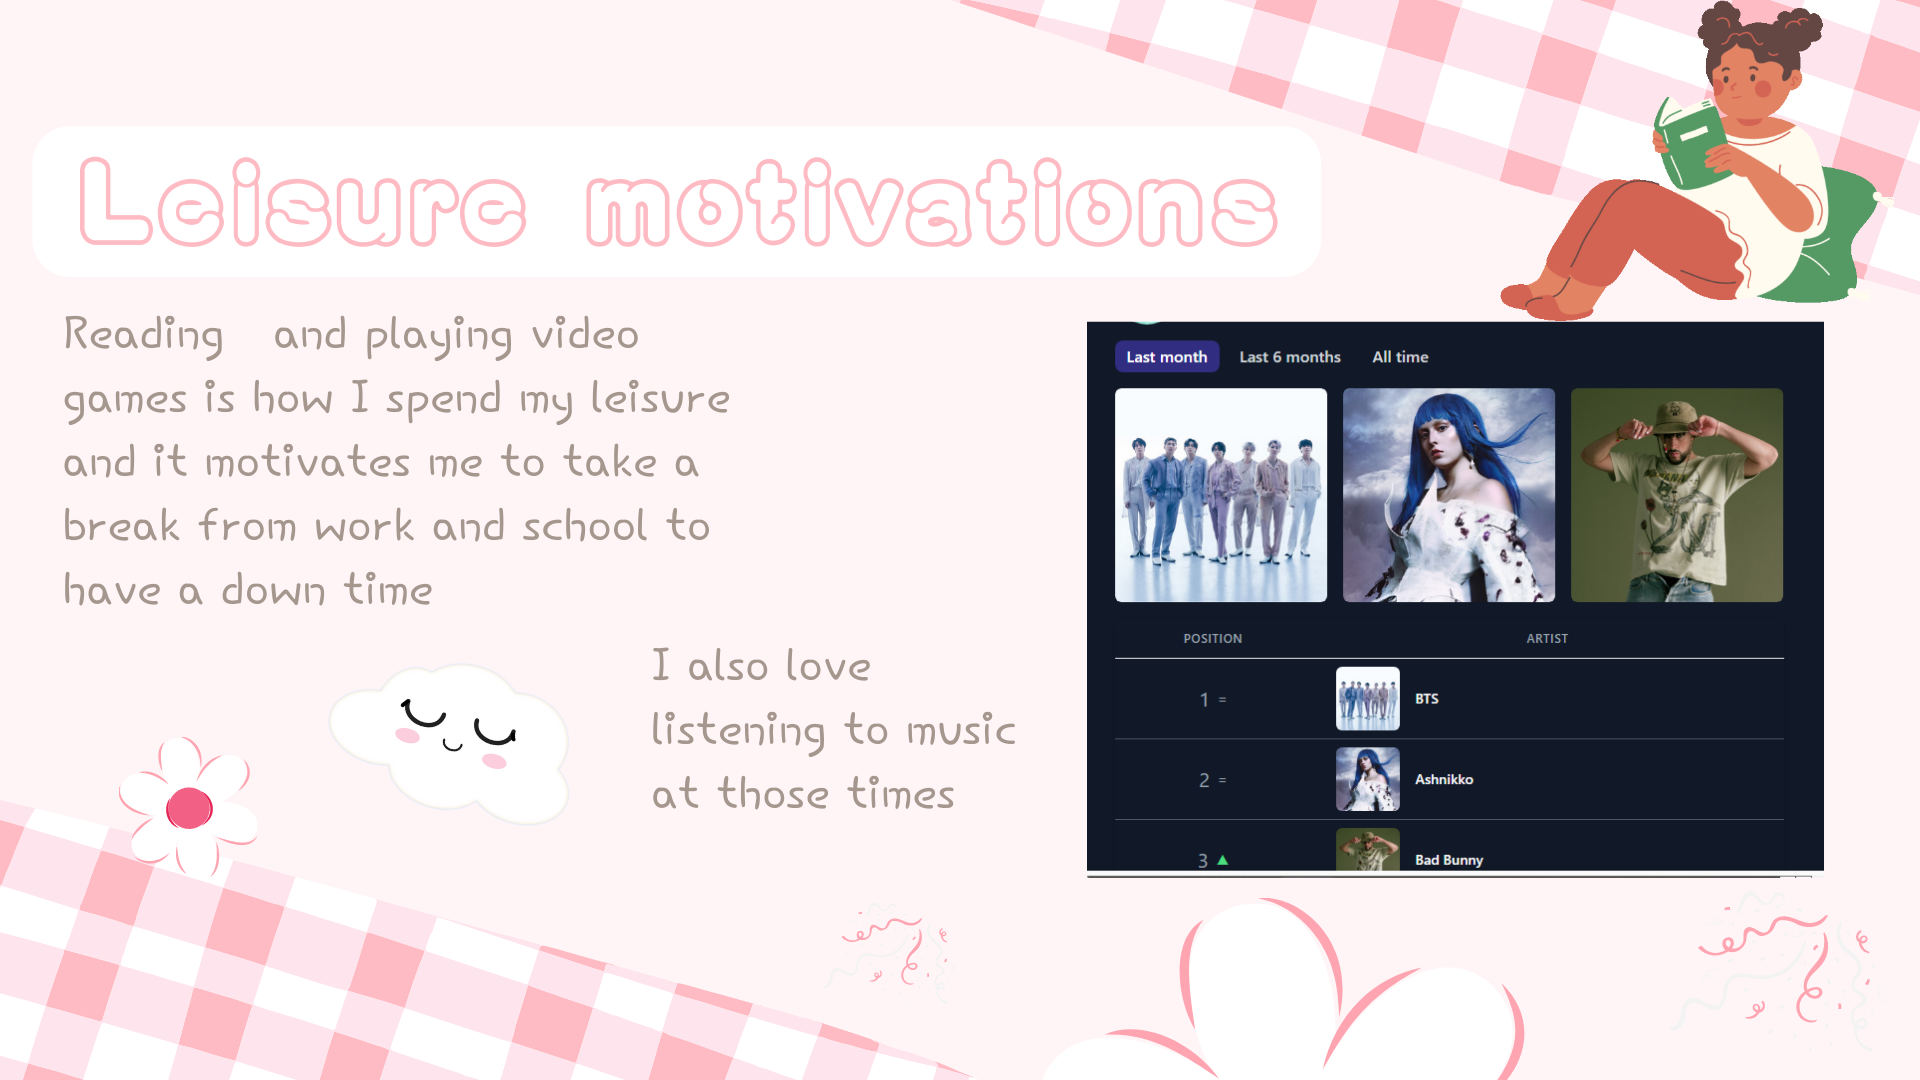 Leisure motivations
Reading and playing video
games is how I spend my leisure
and it motivates me to take a
break from work and school to
have a down time
I also love
listening to music
at those times
Last month Last 6 months All time
POSITION ARTIST
1 = BTS
2 = Ashnikko
3 ▲ Bad Bunny